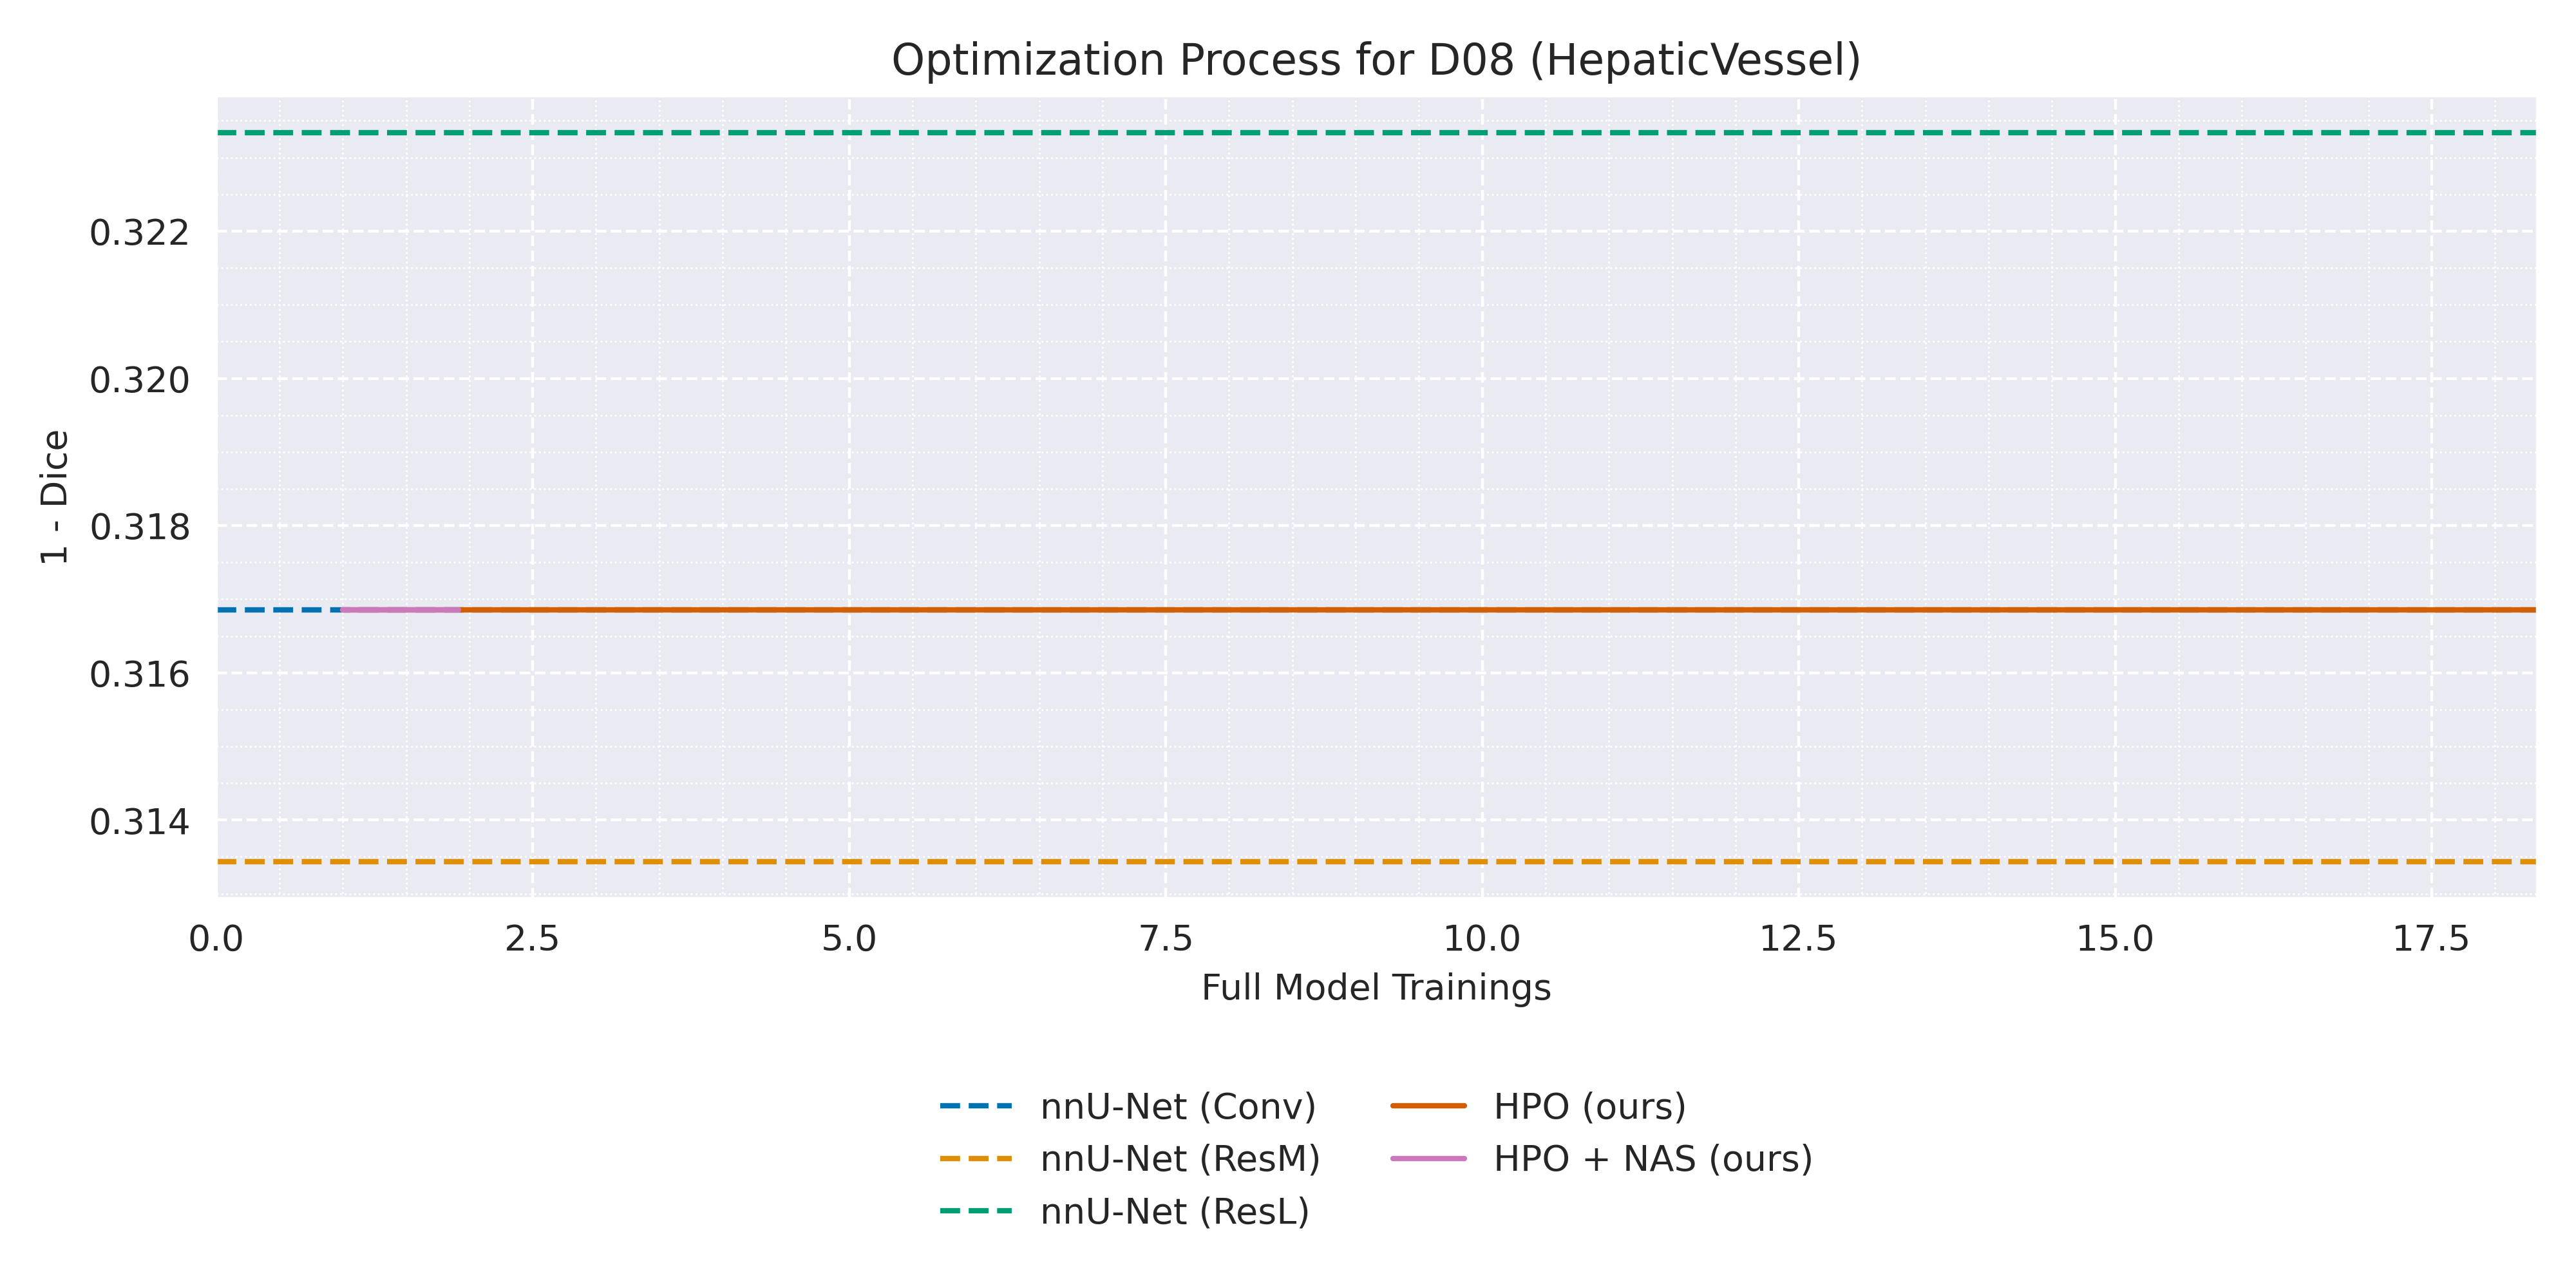 Optimization Process for D08 (HepaticVessel)
1 - Dice
0.322
0.320
0.318
0.316
0.314
0.0 2.5 5.0 7.5 10.0 12.5 15.0 17.5
Full Model Trainings
nnU-Net (Conv)
nnU-Net (ResM)
nnU-Net (ResL)
HPO (ours)
HPO + NAS (ours)